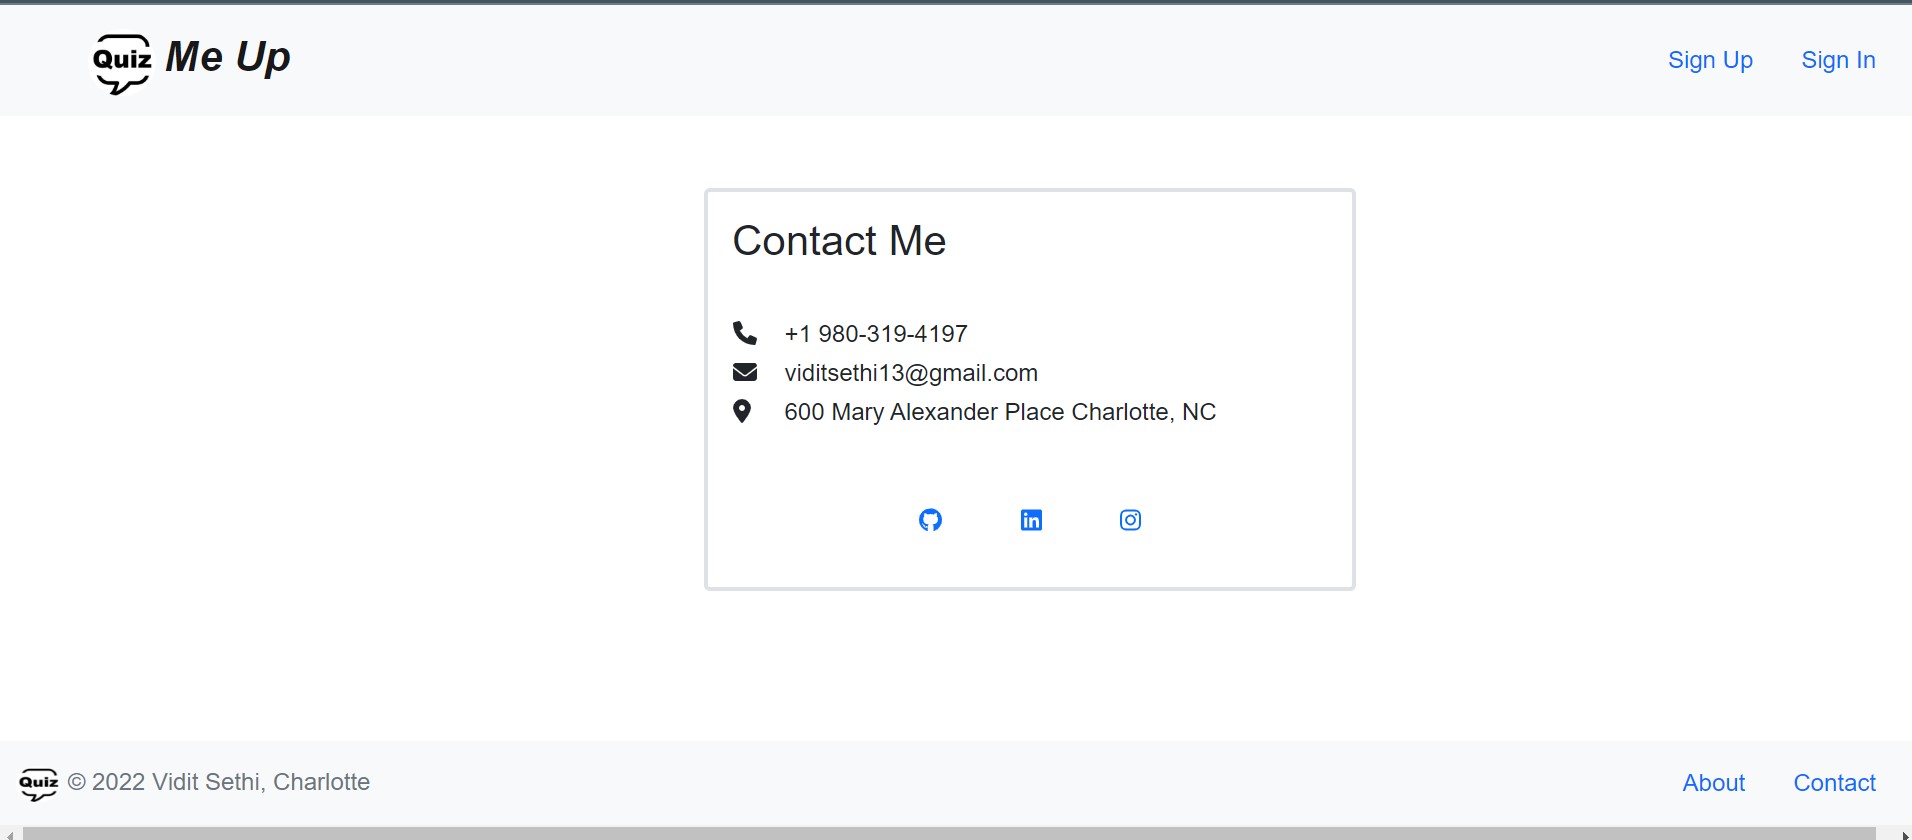 Quiz Me Up
Sign Up
Sign In
Contact Me
+1 980-319-4197
viditsethi13@gmail.com
600 Mary Alexander Place Charlotte, NC
Quiz © 2022 Vidit Sethi, Charlotte
About
Contact